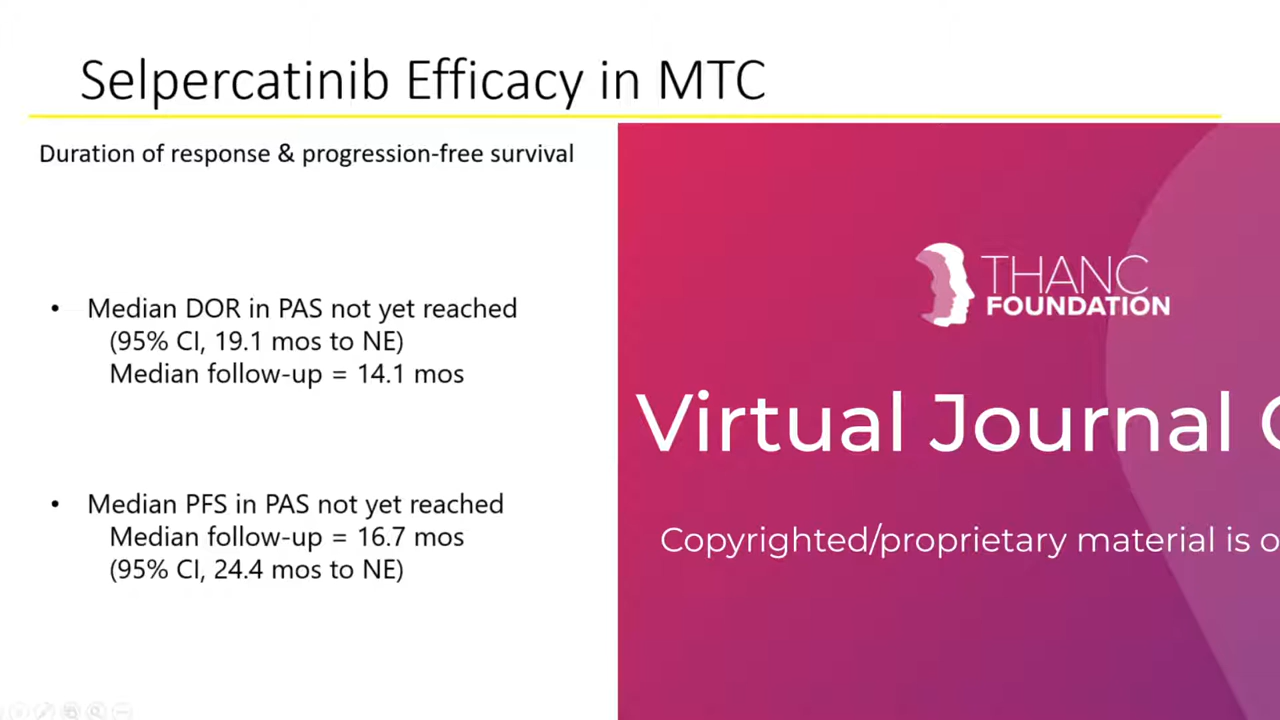 Selpercatinib Efficacy in MTC
Duration of response & progression-free survival
• Median DOR in PAS not yet reached
(95% CI, 19.1 mos to NE)
Median follow-up = 14.1 mos
• Median PFS in PAS not yet reached
Median follow-up = 16.7 mos
(95% CI, 24.4 mos to NE)
THANC
FOUNDATION
Virtual Journal
Copyrighted/proprietary material is